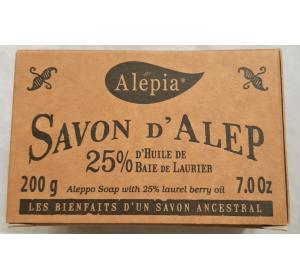 Alepia®
SAVON D'ALEP
25% D'HUILE DE
BAIE DE LAURIER
200 g
7.0 Oz
Aleppo Soap with 25% laurel berry oil
LES BIENFAITS D'UN SAVON ANCESTRAL